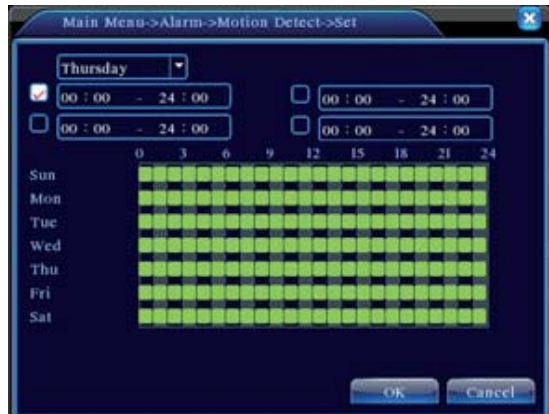 Main Menu->Alarm->Motion Detect->Set
Thursday
00 : 00 - 24 : 00
00 : 00 - 24 : 00
00 : 00 - 24 : 00
00 : 00 - 24 : 00
0 3 6 9 12 15 18 21 24
Sun
Mon
Tue
Wed
Thu
Fri
Sat
OK Cancel